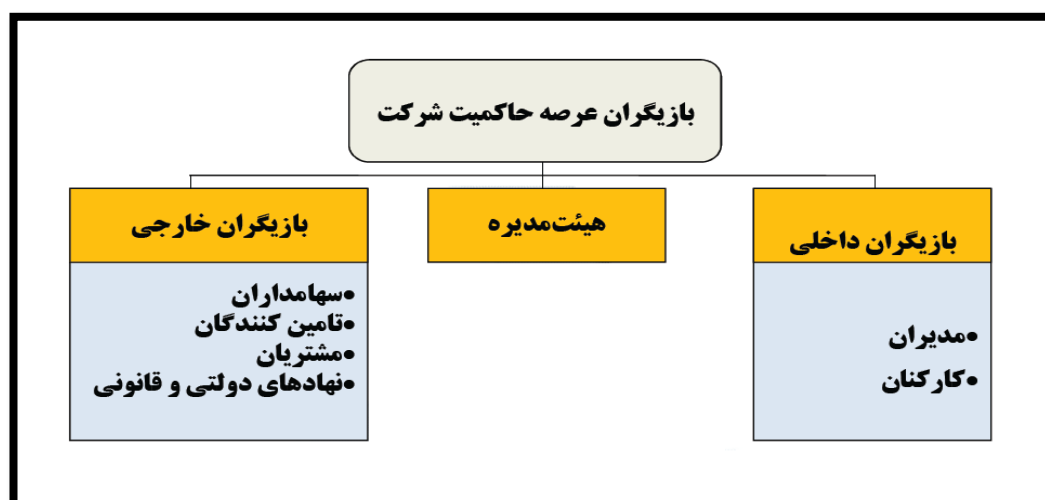 بازیگران عرصه حاکمیت شرکت
بازیگران داخلی
•مدیران
•کارکنان
هیئت‌مدیره
بازیگران خارجی
•سهامداران
•تامین کنندگان
•مشتریان
•نهادهای دولتی و قانونی